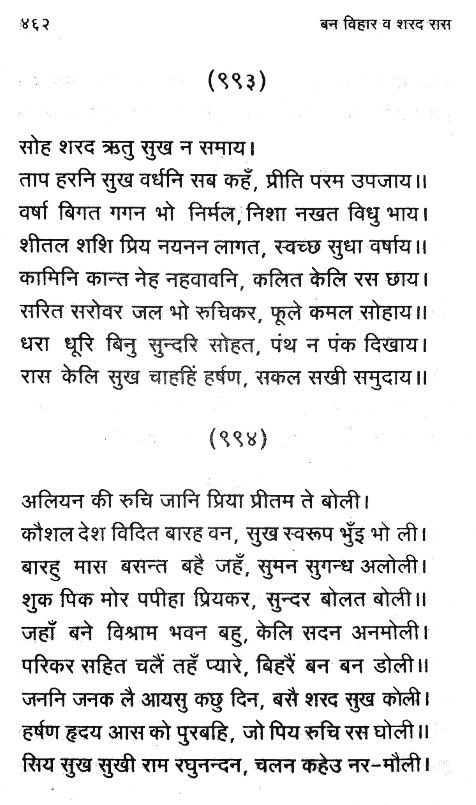 ४६२ बन विहार व शरद रास
(९९३)
सोह शरद ऋतु सुख न समाय।
ताप हरनि सुख वर्धनि सब कहँ, प्रीति परम उपजाय॥
वर्षा बिगत गगन भो निर्मल, निशा नखत विधु भाय।
शीतल शशि प्रिय नयनन लागत, स्वच्छ सुधा वर्षाय॥
कामिनि कान्त नेह नहवावनि, कलित केलि रस छाय।
सरित सरोवर जल भो रुचिकर, फूले कमल सोहाय॥
धरा धूरि बिनु सुन्दरि सोहत, पंथ न पंक दिखाय।
रास केलि सुख चाहहिं हर्षण, सकल सखी समुदाय॥
(९९४)
अलियन की रुचि जानि प्रिया प्रीतम ते बोली।
कौशल देश विदित बारह वन, सुख स्वरूप भुँइ भो ली।
बारहु मास बसन्त बहै जहँ, सुमन सुगन्ध अलोली।
शुक पिक मोर पपीहा प्रियकर, सुन्दर बोलत बोली॥
जहाँ बने विश्राम भवन बहु, केलि सदन अनमोली।
परिकर सहित चलैं तहँ प्यारे, बिहरैं बन बन डोली॥
जननि जनक लै आयसु कछु दिन, बसै शरद सुख कोली।
हर्षण हृदय आस को पुरबहि, जो पिय रुचि रस घोली॥
सिय सुख सुखी राम रघुनन्दन, चलन कहेउ नर-मौली।